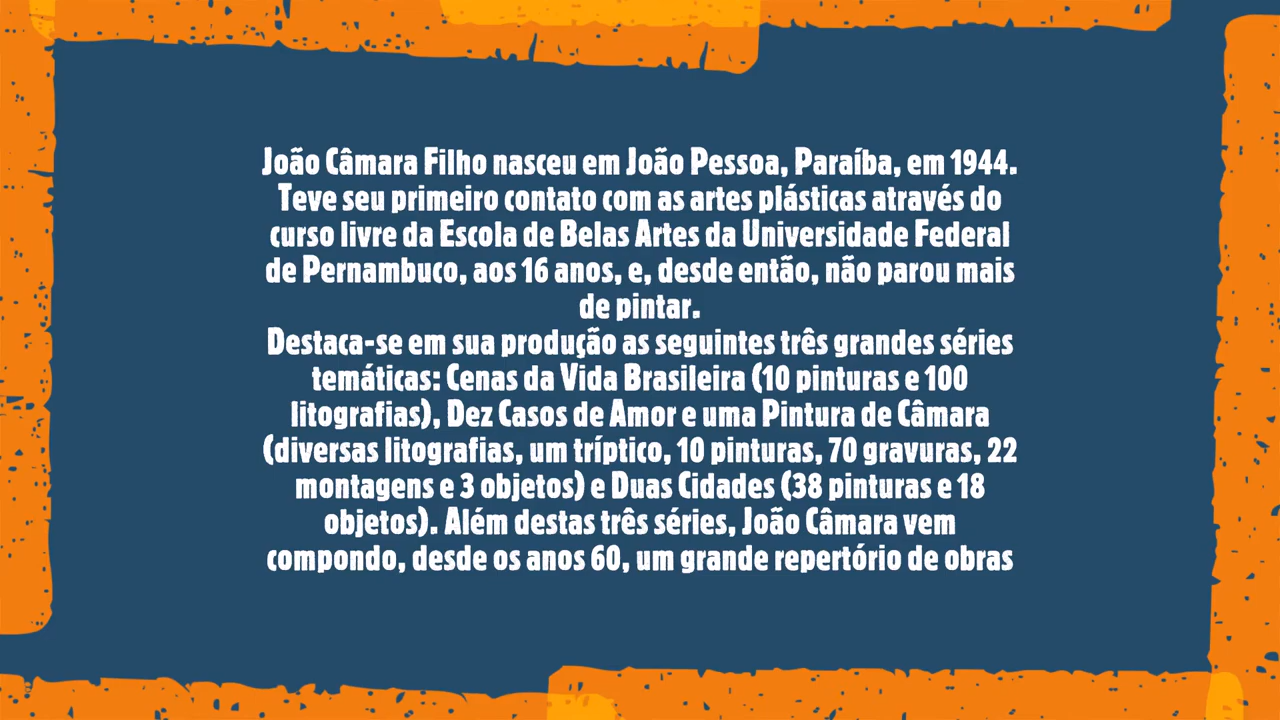 João Câmara Filho nasceu em João Pessoa, Paraíba, em 1944.
Teve seu primeiro contato com as artes plásticas através do
curso livre da Escola de Belas Artes da Universidade Federal
de Pernambuco, aos 16 anos, e, desde então, não parou mais
de pintar.
Destaca-se em sua produção as seguintes três grandes séries
temáticas: Cenas da Vida Brasileira (10 pinturas e 100
litografias), Dez Casos de Amor e uma Pintura de Câmara
(diversas litografias, um tríptico, 10 pinturas, 70 gravuras, 22
montagens e 3 objetos) e Duas Cidades (38 pinturas e 18
objetos). Além destas três séries, João Câmara vem
compondo, desde os anos 60, um grande repertório de obras